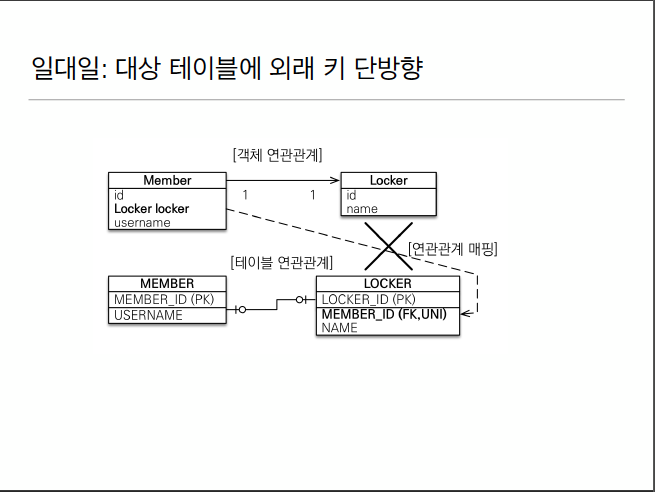 일대일: 대상 테이블에 외래 키 단방향
[객체 연관관계]
Member
id
Locker locker
username
1
1
Locker
id
name
[연관관계 매핑]
[테이블 연관관계]
MEMBER
MEMBER_ID (PK)
USERNAME
LOCKER
LOCKER_ID (PK)
MEMBER_ID (FK,UNI)
NAME